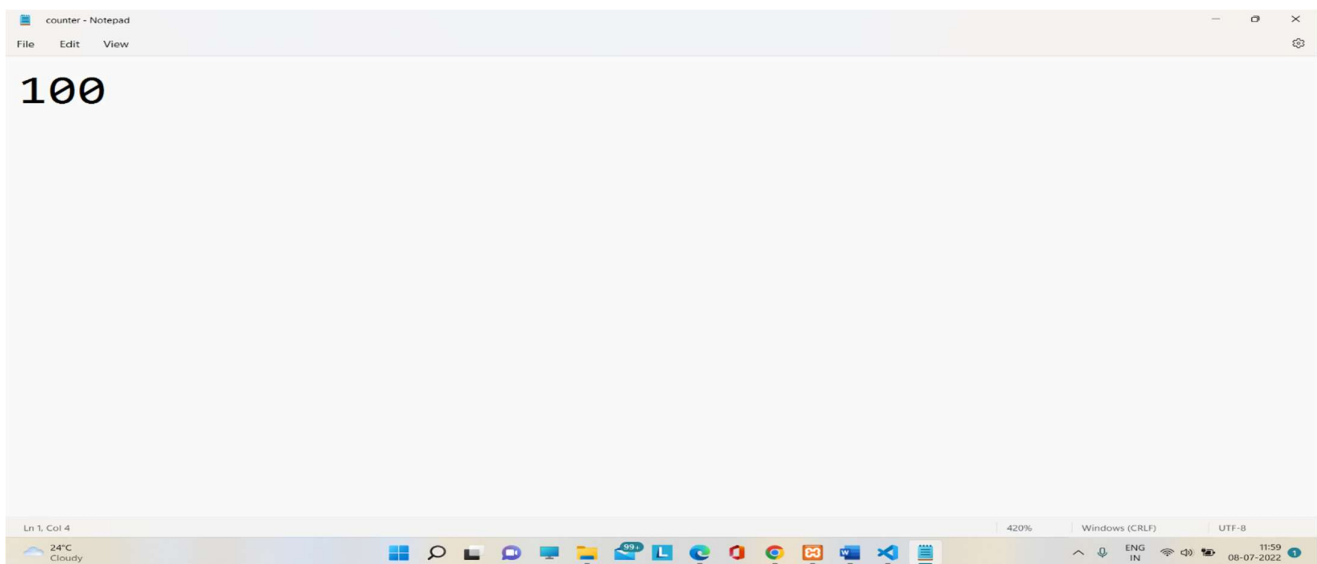 counter - Notepad
File Edit View
100
Ln 1, Col 4 420% Windows (CRLF) UTF-8
24°C
Cloudy
99+
L
ENG
IN
11:59
08-07-2022
1